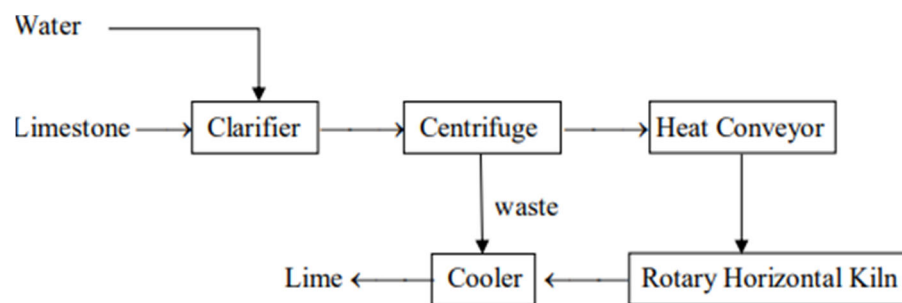 Water
Limestone
Clarifier
Centrifuge
Heat Conveyor
waste
Lime
Cooler
Rotary Horizontal Kiln